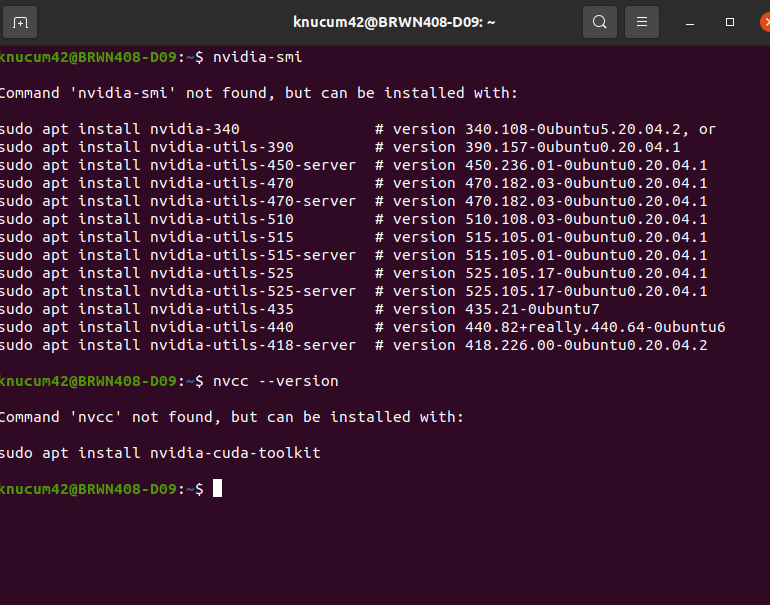 knucum42@BRWN408-D09: ~
knucum42@BRWN408-D09:~$ nvidia-smi
Command 'nvidia-smi' not found, but can be installed with:
sudo apt install nvidia-340               # version 340.108-0ubuntu5.20.04.2, or
sudo apt install nvidia-utils-390         # version 390.157-0ubuntu0.20.04.1
sudo apt install nvidia-utils-450-server  # version 450.236.01-0ubuntu0.20.04.1
sudo apt install nvidia-utils-470         # version 470.182.03-0ubuntu0.20.04.1
sudo apt install nvidia-utils-470-server  # version 470.182.03-0ubuntu0.20.04.1
sudo apt install nvidia-utils-510         # version 510.108.03-0ubuntu0.20.04.1
sudo apt install nvidia-utils-515         # version 515.105.01-0ubuntu0.20.04.1
sudo apt install nvidia-utils-515-server  # version 515.105.01-0ubuntu0.20.04.1
sudo apt install nvidia-utils-525         # version 525.105.17-0ubuntu0.20.04.1
sudo apt install nvidia-utils-525-server  # version 525.105.17-0ubuntu0.20.04.1
sudo apt install nvidia-utils-435         # version 435.21-0ubuntu7
sudo apt install nvidia-utils-440         # version 440.82+really.440.64-0ubuntu6
sudo apt install nvidia-utils-418-server  # version 418.226.00-0ubuntu0.20.04.2
knucum42@BRWN408-D09:~$ nvcc --version
Command 'nvcc' not found, but can be installed with:
sudo apt install nvidia-cuda-toolkit
knucum42@BRWN408-D09:~$